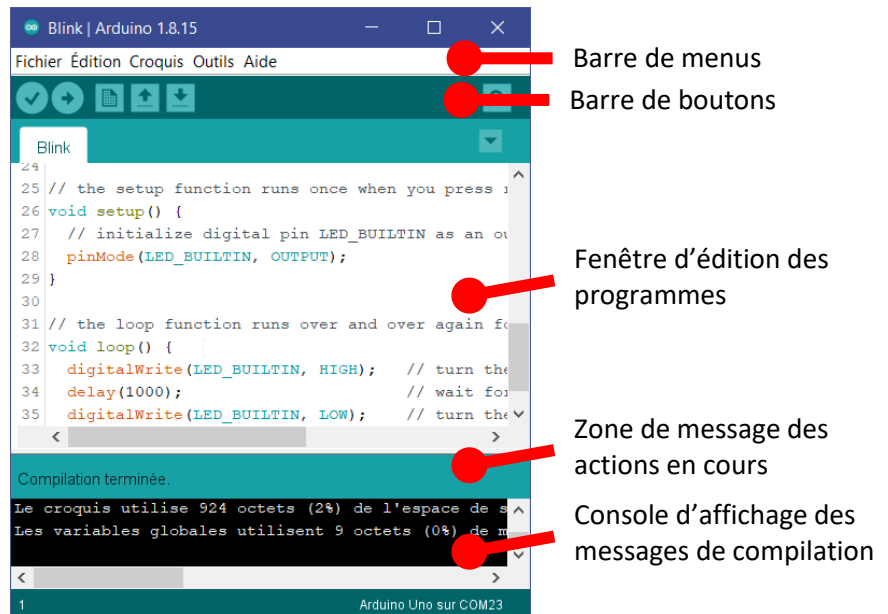 Blink | Arduino 1.8.15
Fichier Édition Croquis Outils Aide
Barre de menus
Barre de boutons
Blink
24
25 // the setup function runs once when you press
26 void setup() {
27   // initialize digital pin LED_BUILTIN as an
28   pinMode(LED_BUILTIN, OUTPUT);
29 }
30
31 // the loop function runs over and over again
32 void loop() {
33   digitalWrite(LED_BUILTIN, HIGH);   // turn the
34   delay(1000);                       // wait
35   digitalWrite(LED_BUILTIN, LOW);    // turn the
Fenêtre d’édition des
programmes
Compilation terminée.
Zone de message des
actions en cours
Le croquis utilise 924 octets (2%) de l'espace de
Les variables globales utilisent 9 octets (0%) de
Console d’affichage des
messages de compilation
1
Arduino Uno sur COM23